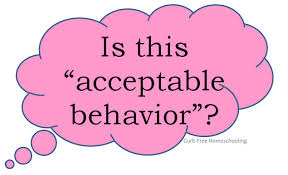 Is this
“acceptable
behavior”?
Guilt-Free Homeschooling